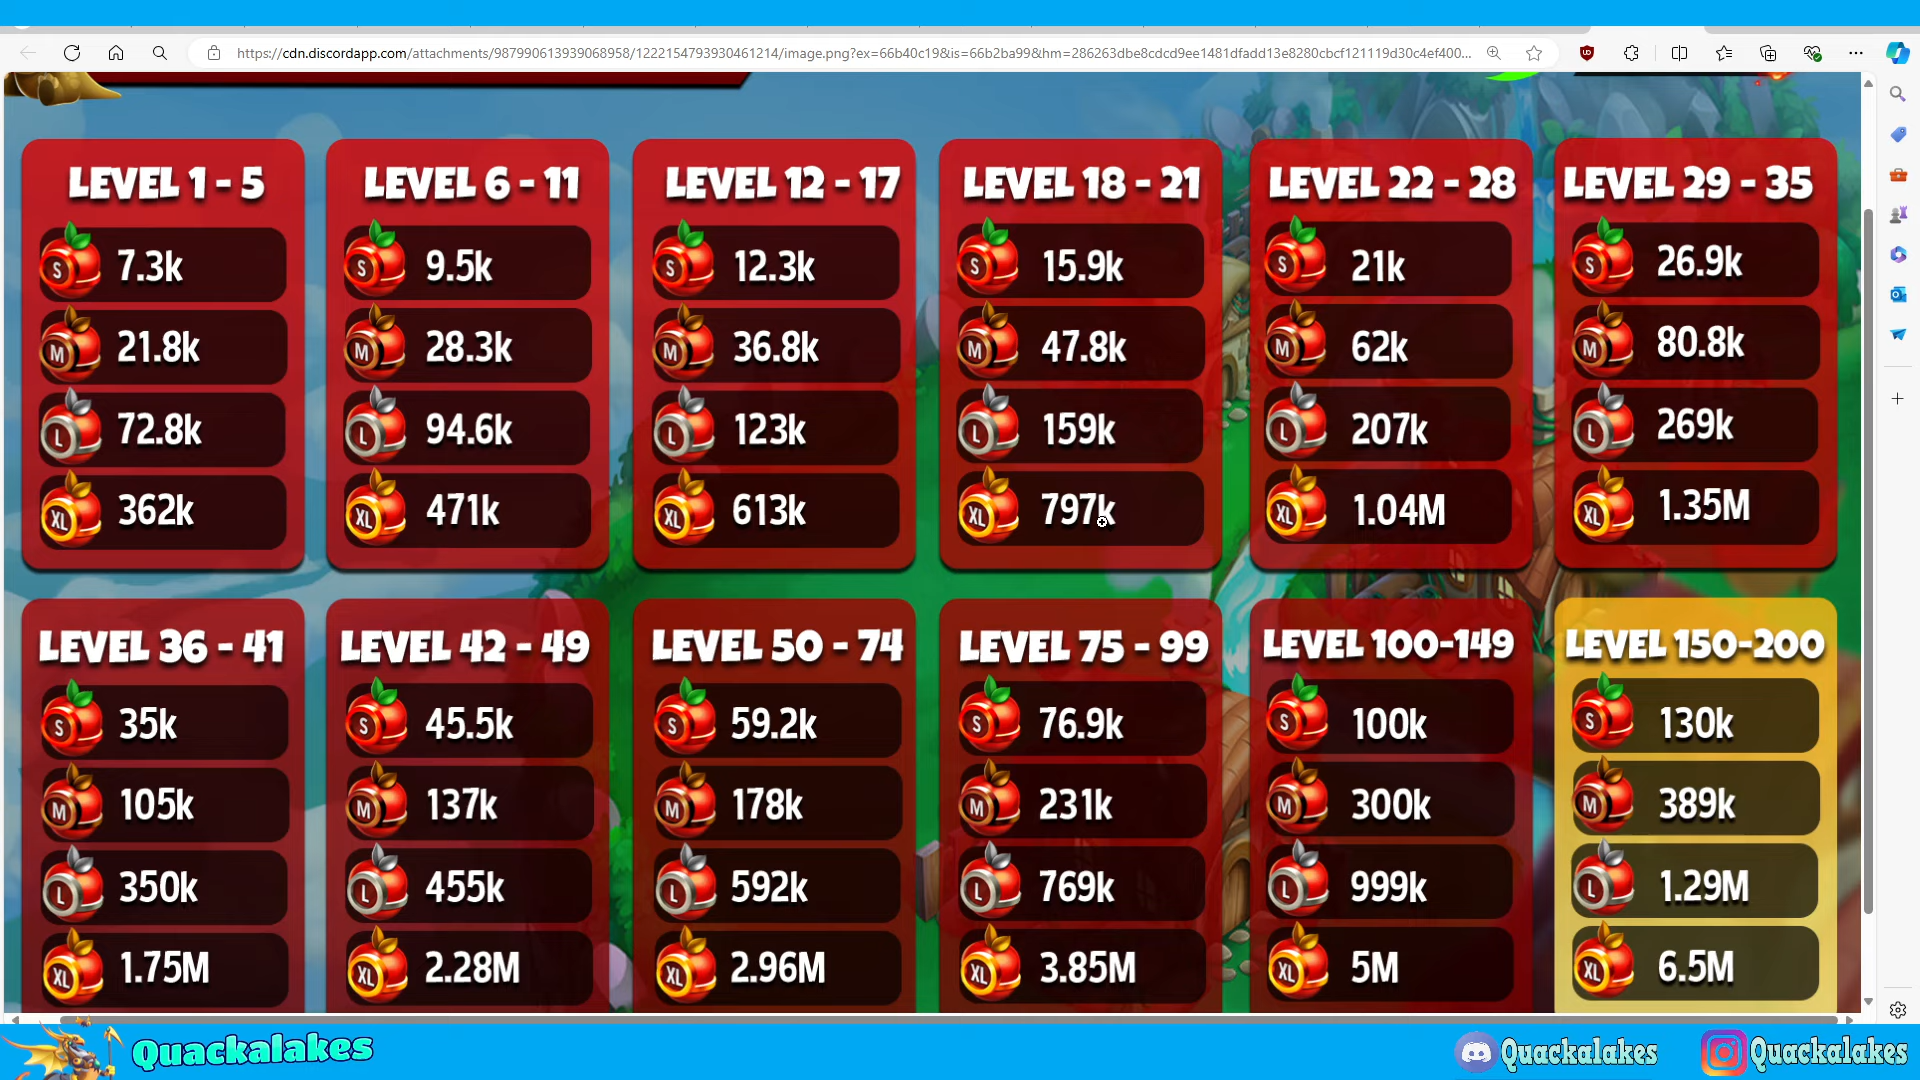 https://cdn.discordapp.com/attachments/987990613939068958/1222154793930461214/image.png?ex=66b40c19&is=66b2ba99&hm=286263dbe8cdcd9ee1481dfadd13e8280cbcf121119d30c4ef400...
LEVEL 1 - 5
S 7.3k
M 21.8k
L 72.8k
XL 362k
LEVEL 6 - 11
S 9.5k
M 28.3k
L 94.6k
XL 471k
LEVEL 12 - 17
S 12.3k
M 36.8k
L 123k
XL 613k
LEVEL 18 - 21
S 15.9k
M 47.8k
L 159k
XL 797k
LEVEL 22 - 28
S 21k
M 62k
L 207k
XL 1.04M
LEVEL 29 - 35
S 26.9k
M 80.8k
L 269k
XL 1.35M
LEVEL 36 - 41
S 35k
M 105k
L 350k
XL 1.75M
LEVEL 42 - 49
S 45.5k
M 137k
L 455k
XL 2.28M
LEVEL 50 - 74
S 59.2k
M 178k
L 592k
XL 2.96M
LEVEL 75 - 99
S 76.9k
M 231k
L 769k
XL 3.85M
LEVEL 100-149
S 100k
M 300k
L 999k
XL 5M
LEVEL 150-200
S 130k
M 389k
L 1.29M
XL 6.5M
Quackalakes
Quackalakes
Quackalakes